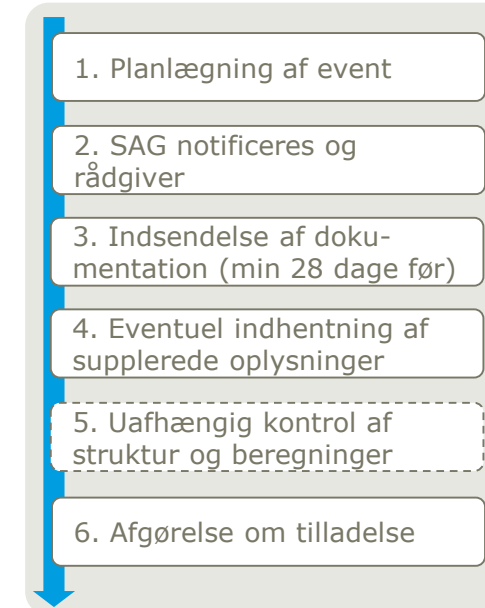 1. Planlægning af event
2. SAG notificeres og
rådgiver
3. Indsendelse af doku-
mentation (min 28 dage før)
4. Eventuel indhentning af
supplerede oplysninger
5. Uafhængig kontrol af
struktur og beregninger
6. Afgørelse om tilladelse